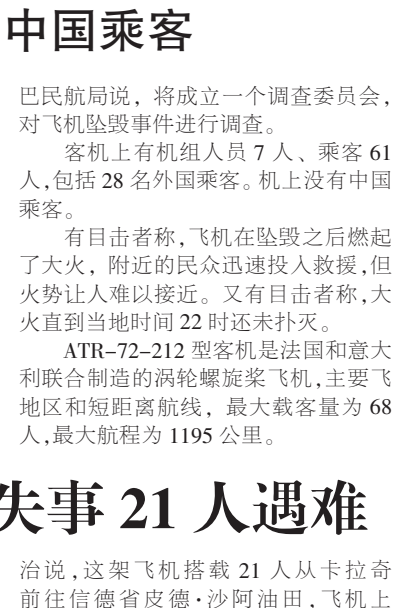 中国乘客
巴民航局说，将成立一个调查委员会，
对飞机坠毁事件进行调查。
客机上有机组人员 7 人、乘客 61
人，包括 28 名外国乘客。机上没有中国
乘客。
有目击者称，飞机在坠毁之后燃起
了大火，附近的民众迅速投入救援，但
火势让人难以接近。又有目击者称，大
火直到当地时间 22 时还未扑灭。
ATR-72-212 型客机是法国和意大
利联合制造的涡轮螺旋桨飞机，主要飞
地区和短距离航线，最大载客量为 68
人，最大航程为 1195 公里。
失事 21 人遇难
治说，这架飞机搭载 21 人从卡拉奇
前往信德省皮德·沙阿油田，飞机上